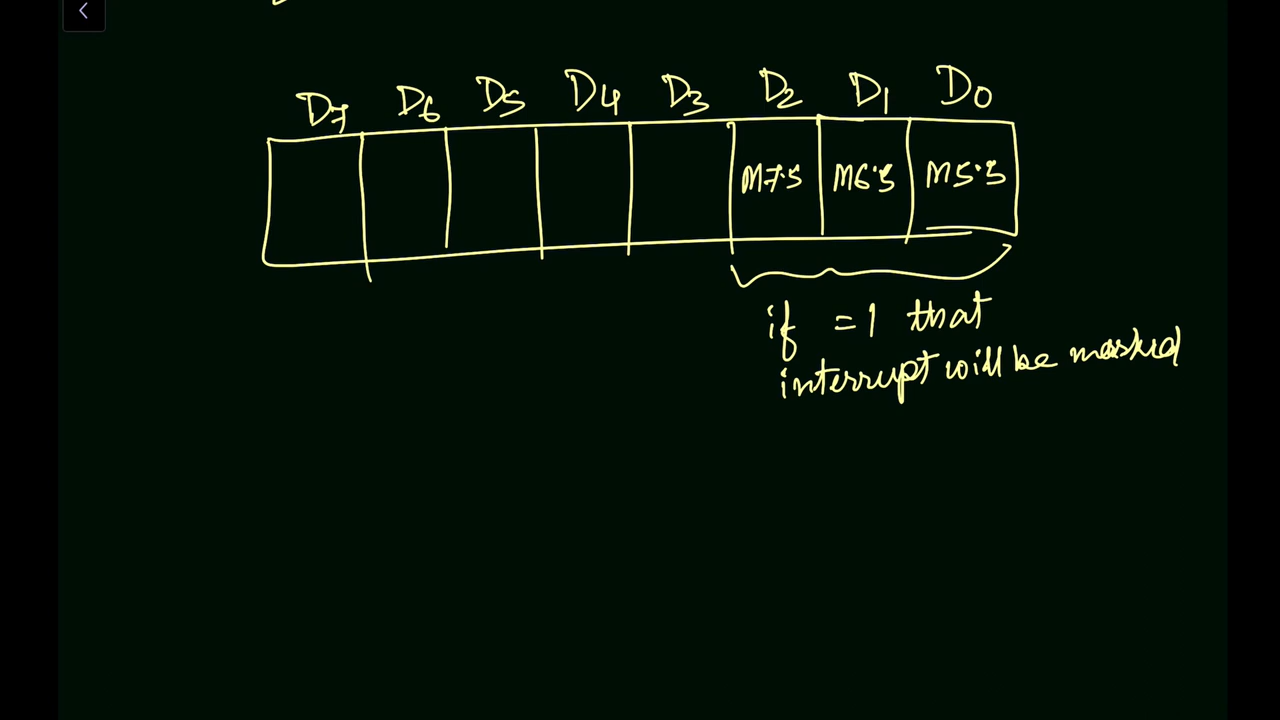 D7 D6 D5 D4 D3 D2 D1 D0
M7.5 M6.5 M5.5
if =1 that
interrupt will be masked